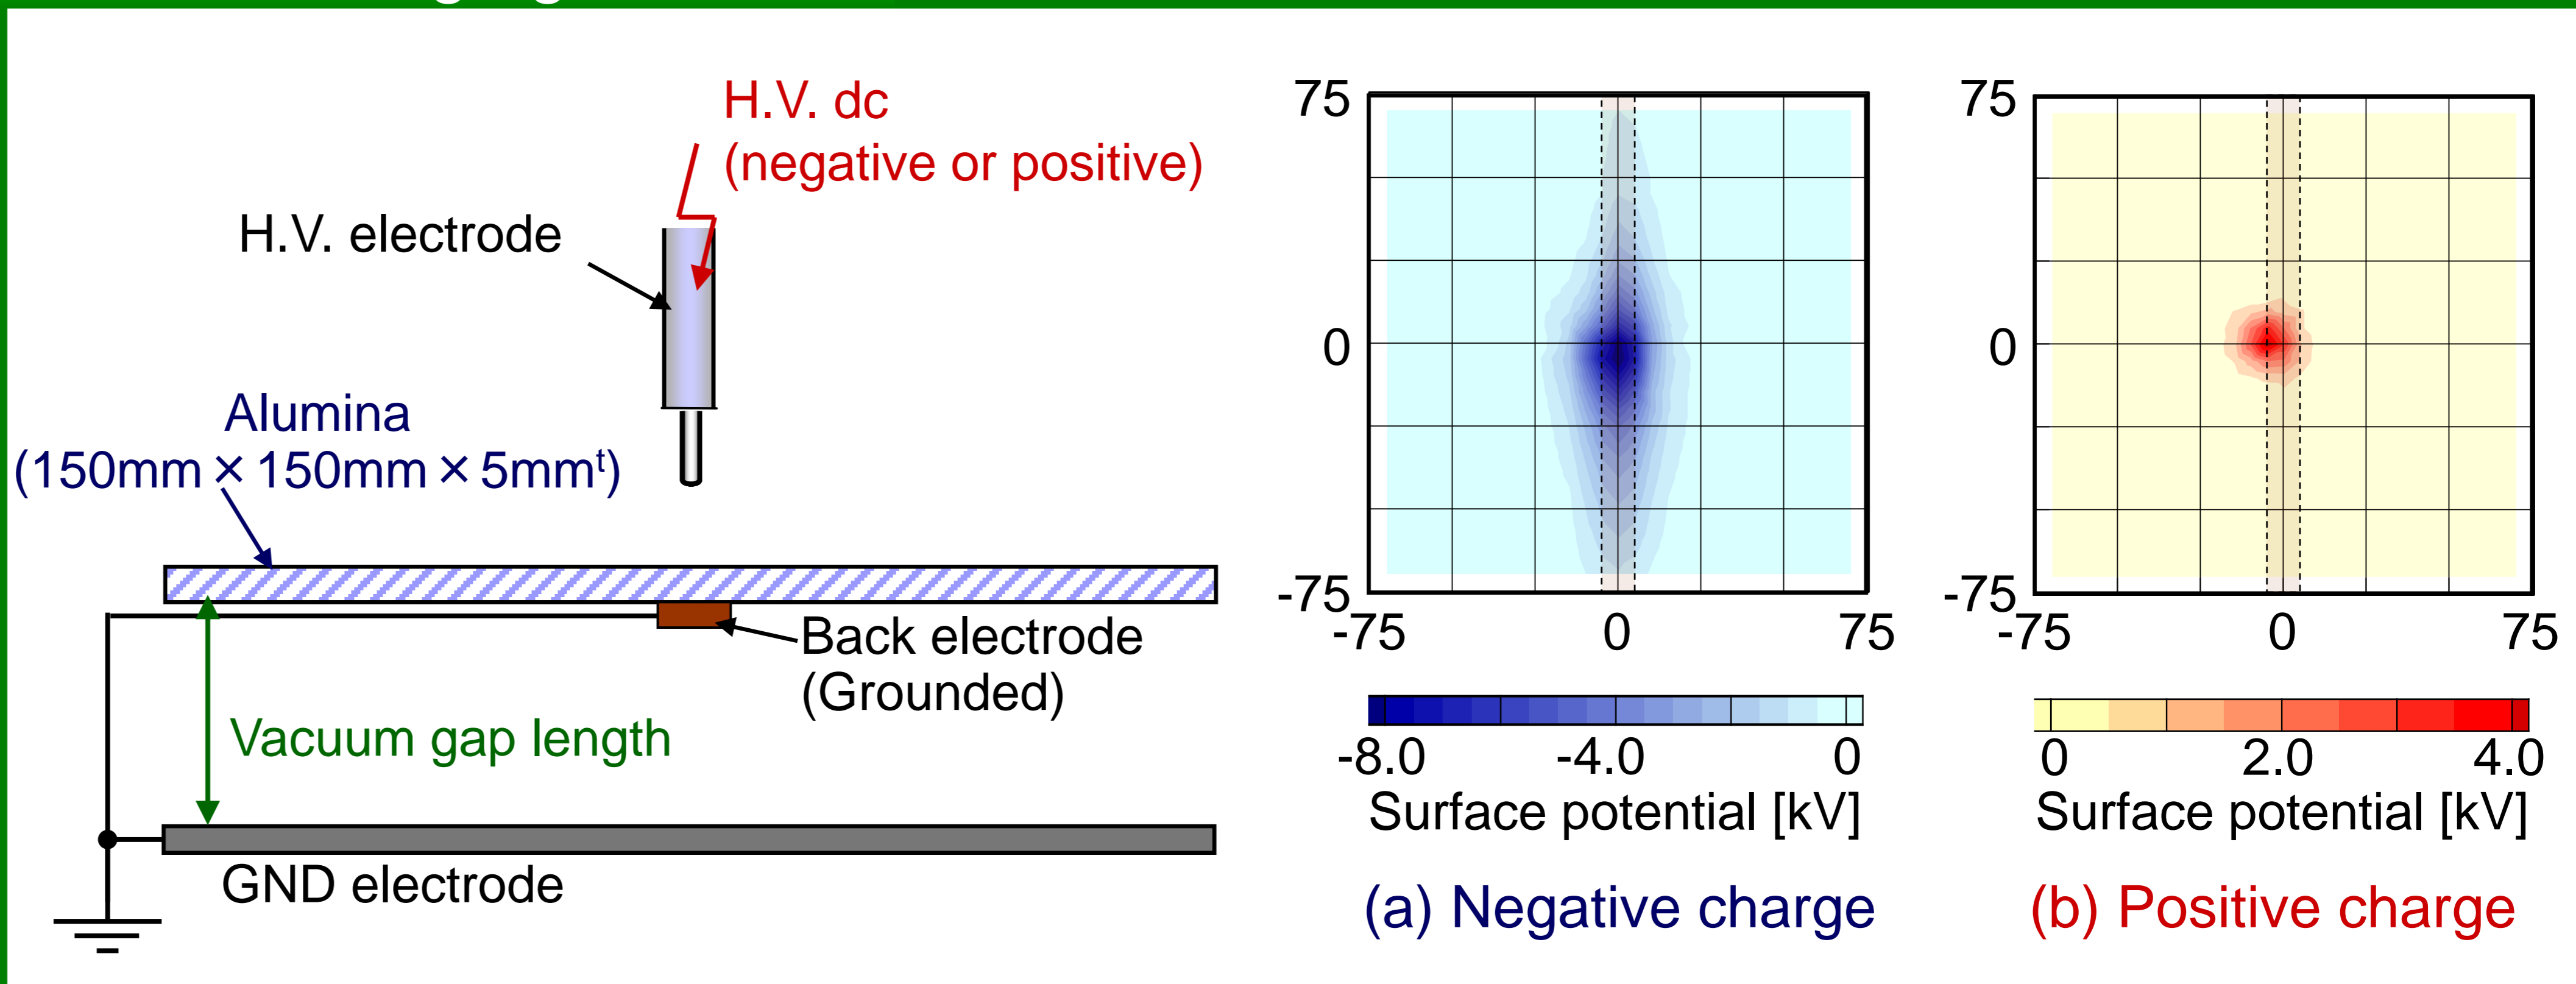 H.V. dc
(negative or positive)
H.V. electrode
Alumina
(150mm×150mm×5mmᵗ)
Back electrode
(Grounded)
Vacuum gap length
GND electrode
75
0
-75
-75 0 75
-8.0 -4.0 0
Surface potential [kV]
(a) Negative charge
75
0
-75
-75 0 75
0 2.0 4.0
Surface potential [kV]
(b) Positive charge